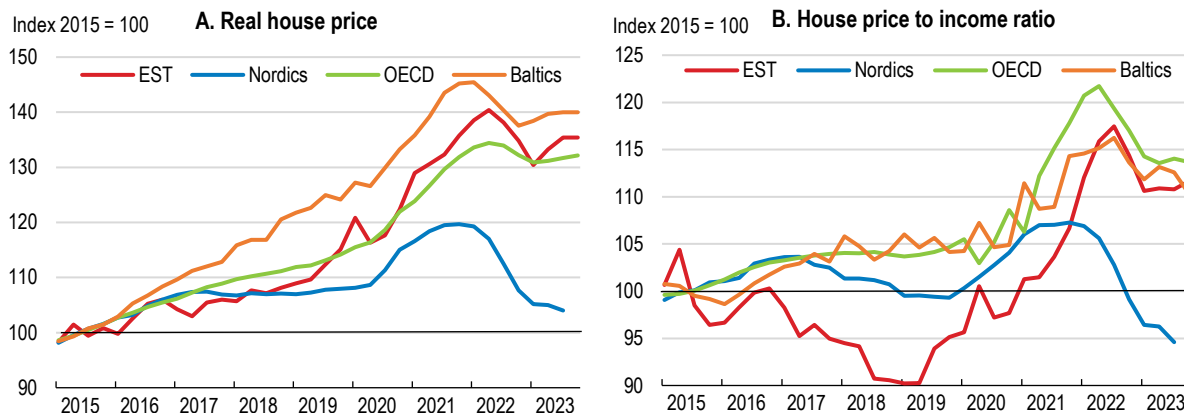 A. Real house price
Index 2015 = 100
EST Nordics OECD Baltics
150
140
130
120
110
100
90
2015 2016 2017 2018 2019 2020 2021 2022 2023
B. House price to income ratio
Index 2015 = 100
125
EST Nordics OECD Baltics
120
115
110
105
100
95
90
2015 2016 2017 2018 2019 2020 2021 2022 2023